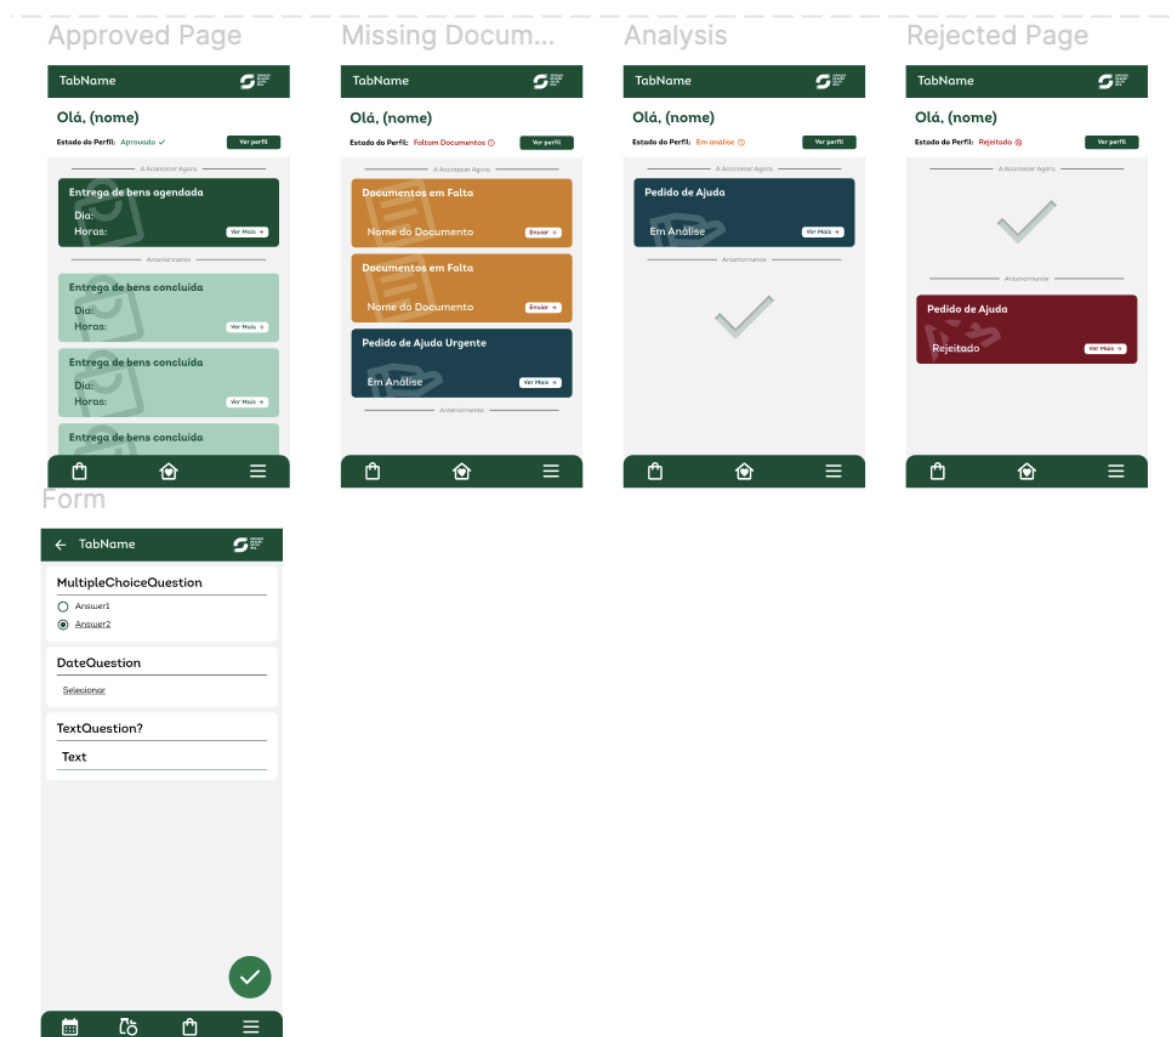 Approved Page
TabName
Olá, (nome)
Estado do Perfil: Aprovado
Ver perfil
A Acontecer Agora
Entrega de bens agendada
Dia:
Horas:
Ver Mais →
Anteriormente
Entrega de bens concluída
Dia:
Horas:
Ver Mais →
Entrega de bens concluída
Dia:
Horas:
Ver Mais →
Entrega de bens concluída
Missing Docum...
TabName
Olá, (nome)
Estado do Perfil: Faltam Documentos
Ver perfil
A Acontecer Agora
Documentos em Falta
Nome do Documento
Enviar →
Documentos em Falta
Nome do Documento
Enviar →
Pedido de Ajuda Urgente
Em Análise
Ver Mais →
Anteriormente
Analysis
TabName
Olá, (nome)
Estado do Perfil: Em análise
Ver perfil
A Acontecer Agora
Pedido de Ajuda
Em Análise
Ver Mais →
Anteriormente
Rejected Page
TabName
Olá, (nome)
Estado do Perfil: Rejeitado
Ver perfil
A Acontecer Agora
Anteriormente
Pedido de Ajuda
Rejeitado
Ver Mais →
Form
← TabName
MultipleChoiceQuestion
Answer1
Answer2
DateQuestion
Selecionar
TextQuestion?
Text